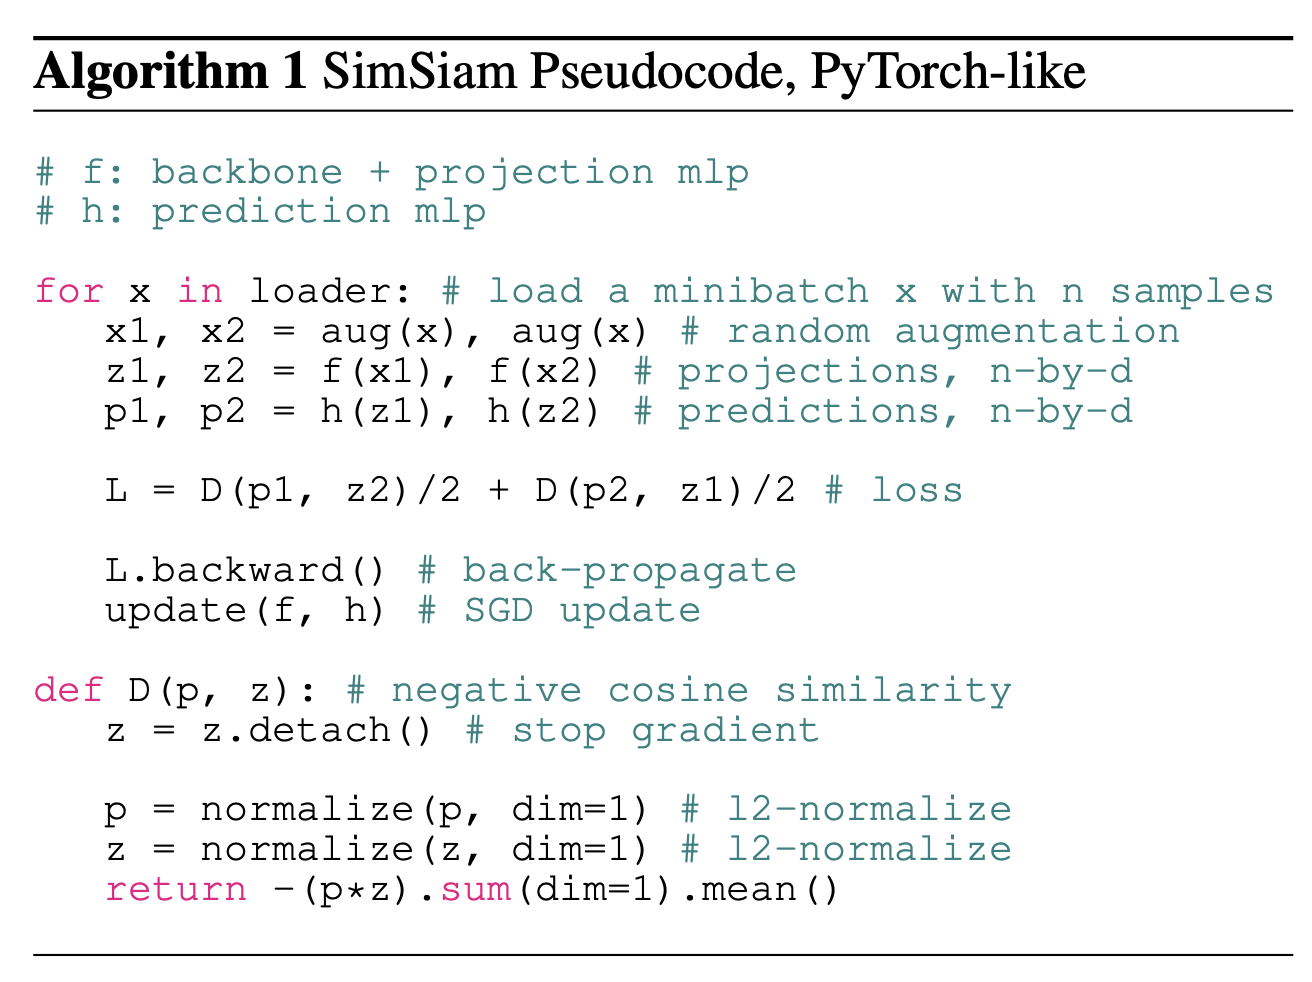 Algorithm 1 SimSiam Pseudocode, PyTorch-like
# f: backbone + projection mlp
# h: prediction mlp
for x in loader: # load a minibatch x with n samples
x1, x2 = aug(x), aug(x) # random augmentation
z1, z2 = f(x1), f(x2) # projections, n-by-d
p1, p2 = h(z1), h(z2) # predictions, n-by-d
L = D(p1, z2)/2 + D(p2, z1)/2 # loss
L.backward() # back-propagate
update(f, h) # SGD update
def D(p, z): # negative cosine similarity
z = z.detach() # stop gradient
p = normalize(p, dim=1) # l2-normalize
z = normalize(z, dim=1) # l2-normalize
return -(p*z).sum(dim=1).mean()